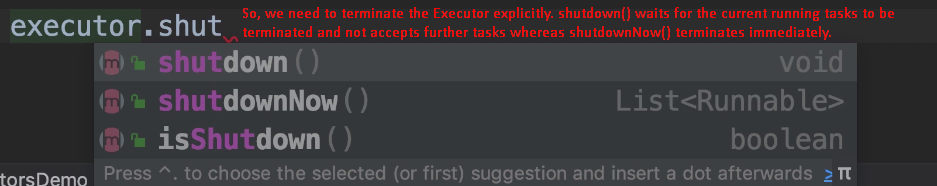 executor.shut
So, we need to terminate the Executor explicitly. shutdown() waits for the current running tasks to be
terminated and not accepts further tasks whereas shutdownNow() terminates immediately.
shutdown() void
shutdownNow() List<Runnable>
isShutdown() boolean
Press ^. to choose the selected (or first) suggestion and insert a dot afterwards ≥ π
torsDemo